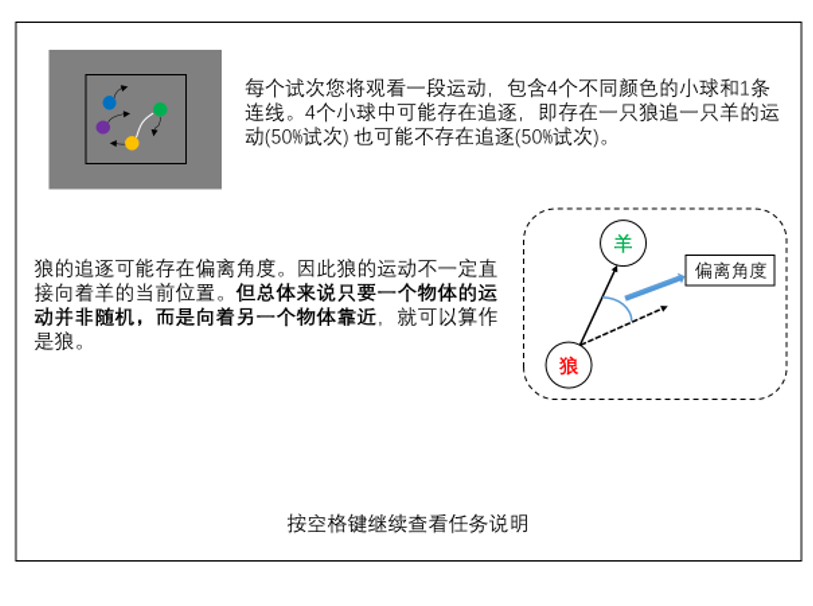 每个试次您将观看一段运动，包含4个不同颜色的小球和1条
连线。4个小球中可能存在追逐，即存在一只狼追一只羊的运
动(50%试次) 也可能不存在追逐(50%试次)。
狼的追逐可能存在偏离角度。因此狼的运动不一定直
接向着羊的当前位置。但总体来说只要一个物体的运
动并非随机，而是向着另一个物体靠近，就可以算作
是狼。
羊
偏离角度
狼
按空格键继续查看任务说明